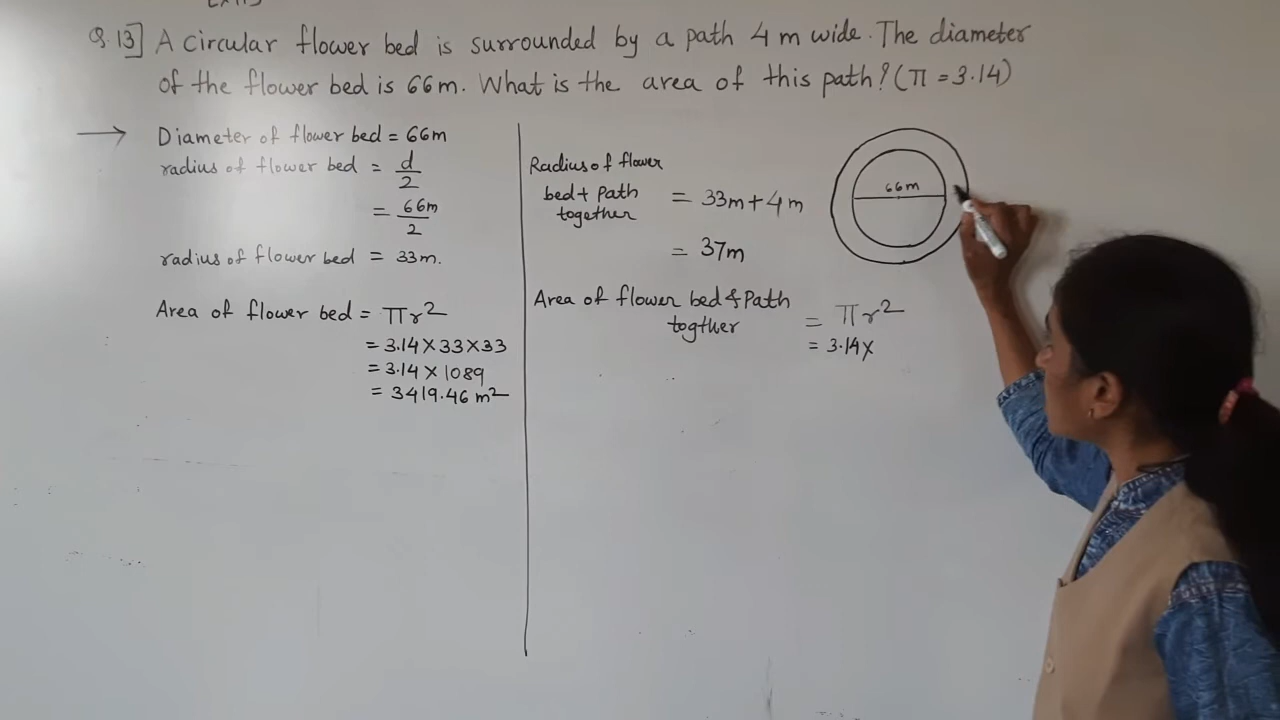 Q.13] A circular flower bed is surrounded by a path 4 m wide. The diameter
of the flower bed is 66m. What is the area of this path? (π = 3.14)
Diameter of flower bed = 66m
radius of flower bed = d/2
= 66m/2
radius of flower bed = 33m.
Area of flower bed = πr²
= 3.14 × 33 × 33
= 3.14 × 1089
= 3419.46 m²
Radius of flower
bed + Path = 33m + 4m
together
= 37m
Area of flower bed & Path
togther = πr²
= 3.14 ×
66m